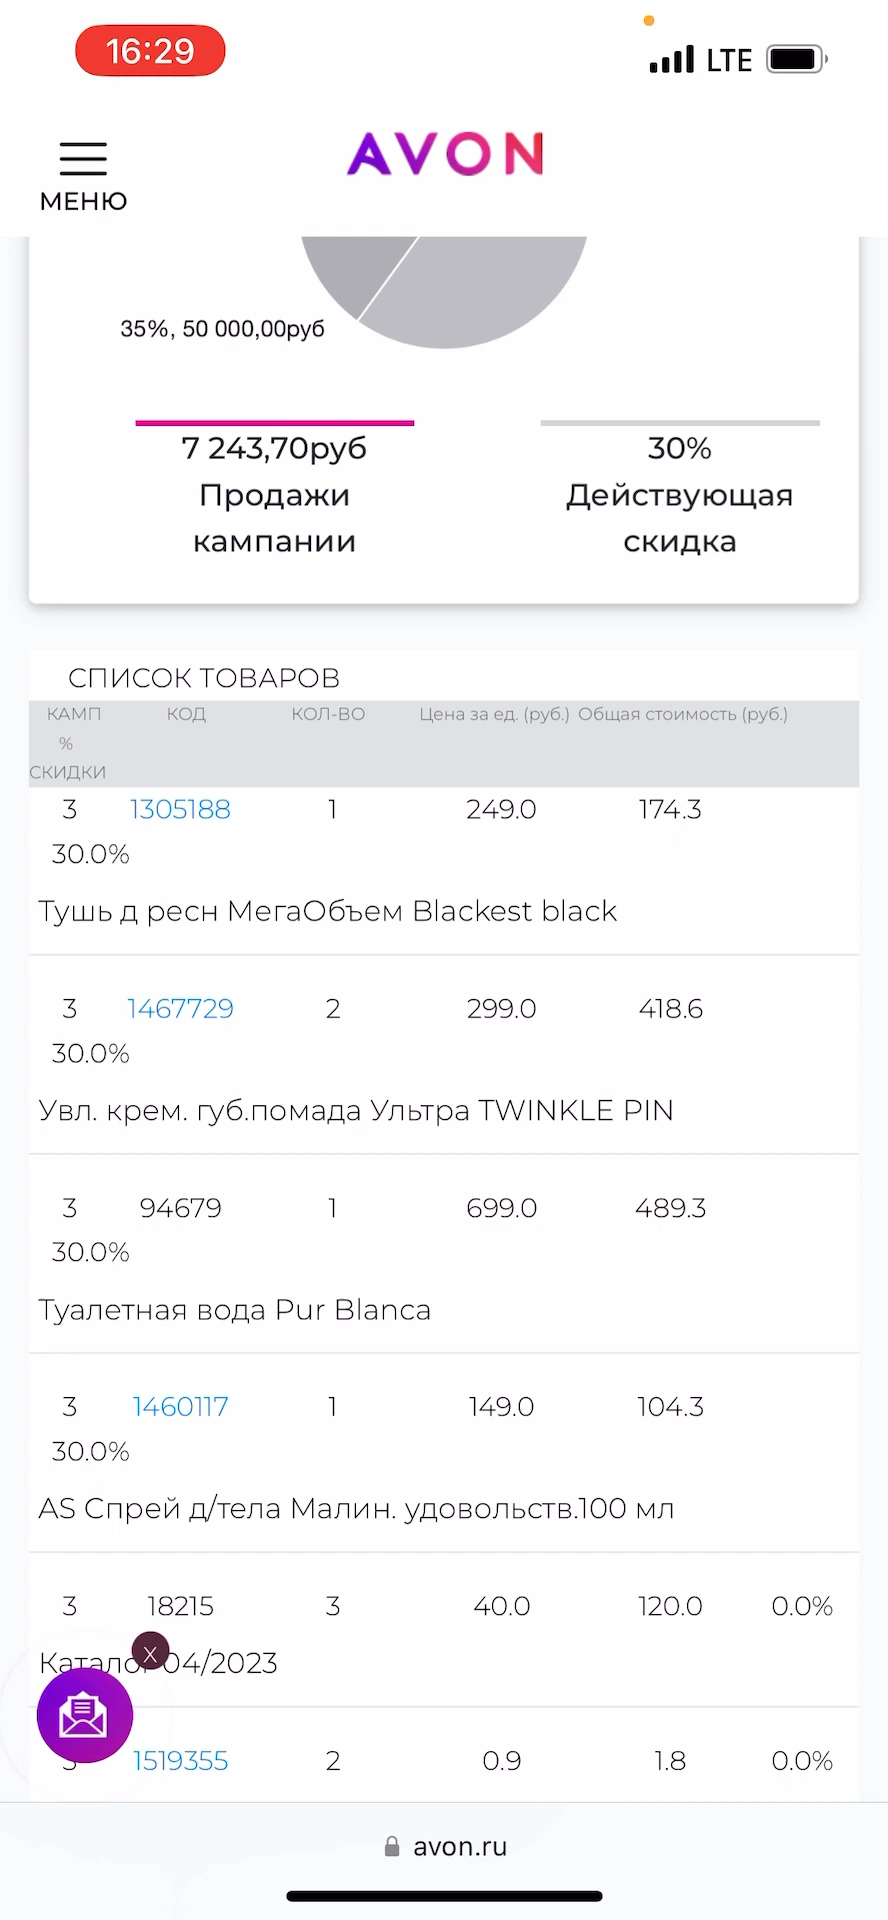 16:29
LTE
AVON
МЕНЮ
35%, 50 000,00руб
7 243,70руб
Продажи
кампании
30%
Действующая
скидка
СПИСОК ТОВАРОВ
КАМП КОД КОЛ-ВО Цена за ед. (руб.) Общая стоимость (руб.)
%
СКИДКИ
3 1305188 1 249.0 174.3
30.0%
Тушь д ресн МегаОбъем Blackest black
3 1467729 2 299.0 418.6
30.0%
Увл. крем. губ.помада Ультра TWINKLE PIN
3 94679 1 699.0 489.3
30.0%
Туалетная вода Pur Blanca
3 1460117 1 149.0 104.3
30.0%
AS Спрей д/тела Малин. удовольств.100 мл
3 18215 3 40.0 120.0 0.0%
X
Каталог 04/2023
3 1519355 2 0.9 1.8 0.0%
avon.ru